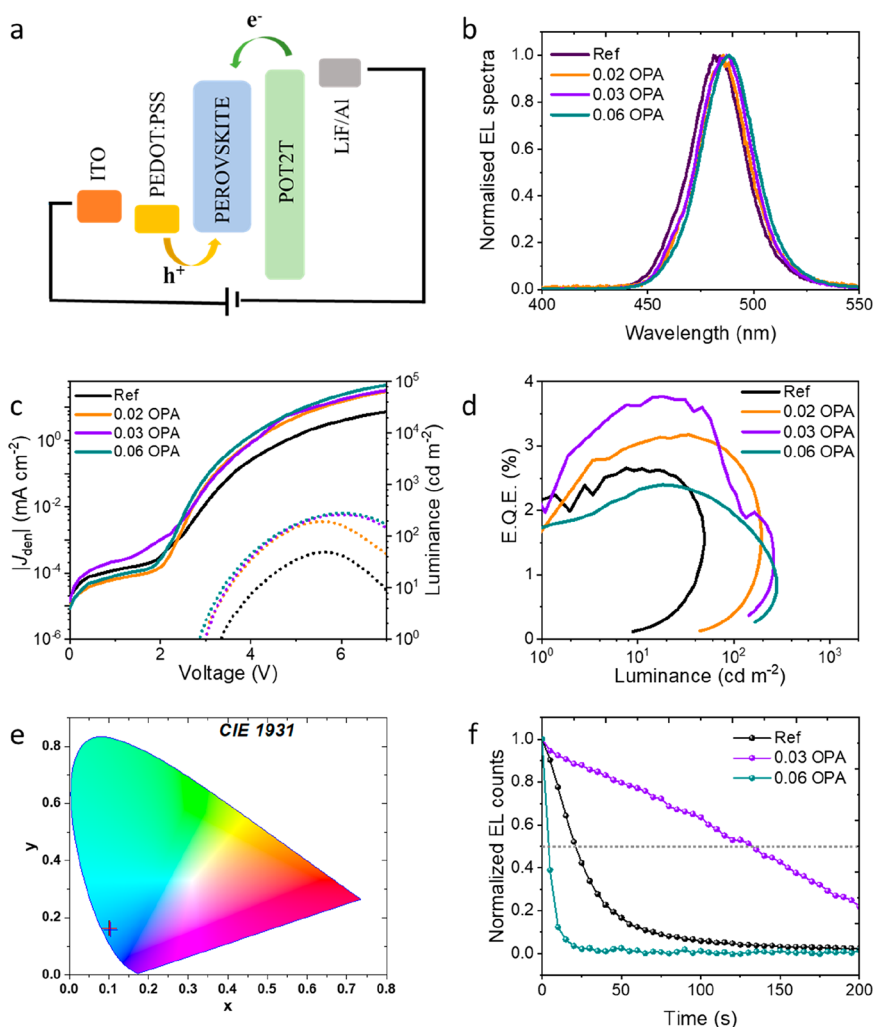 a
e⁻
ITO
PEDOT:PSS
PEROVSKITE
POT2T
LiF/Al
h⁺
b
Normalised EL spectra
1.0
0.8
0.6
0.4
0.2
0.0
Ref
0.02 OPA
0.03 OPA
0.06 OPA
400 450 500 550
Wavelength (nm)
c
|J_den| (mA cm⁻²)
10⁰
10⁻²
10⁻⁴
10⁻⁶
Ref
0.02 OPA
0.03 OPA
0.06 OPA
10⁵
10⁴
10³
10²
10¹
10⁰
Luminance (cd m⁻²)
0 2 4 6
Voltage (V)
d
E.Q.E. (%)
4
3
2
1
0
Ref
0.02 OPA
0.03 OPA
0.06 OPA
10⁰ 10¹ 10² 10³
Luminance (cd m⁻²)
e
CIE 1931
y
0.8
0.6
0.4
0.2
0.0
0.0 0.1 0.2 0.3 0.4 0.5 0.6 0.7 0.8
x
f
Normalized EL counts
1.0
0.8
0.6
0.4
0.2
0.0
Ref
0.03 OPA
0.06 OPA
0 50 100 150 200
Time (s)